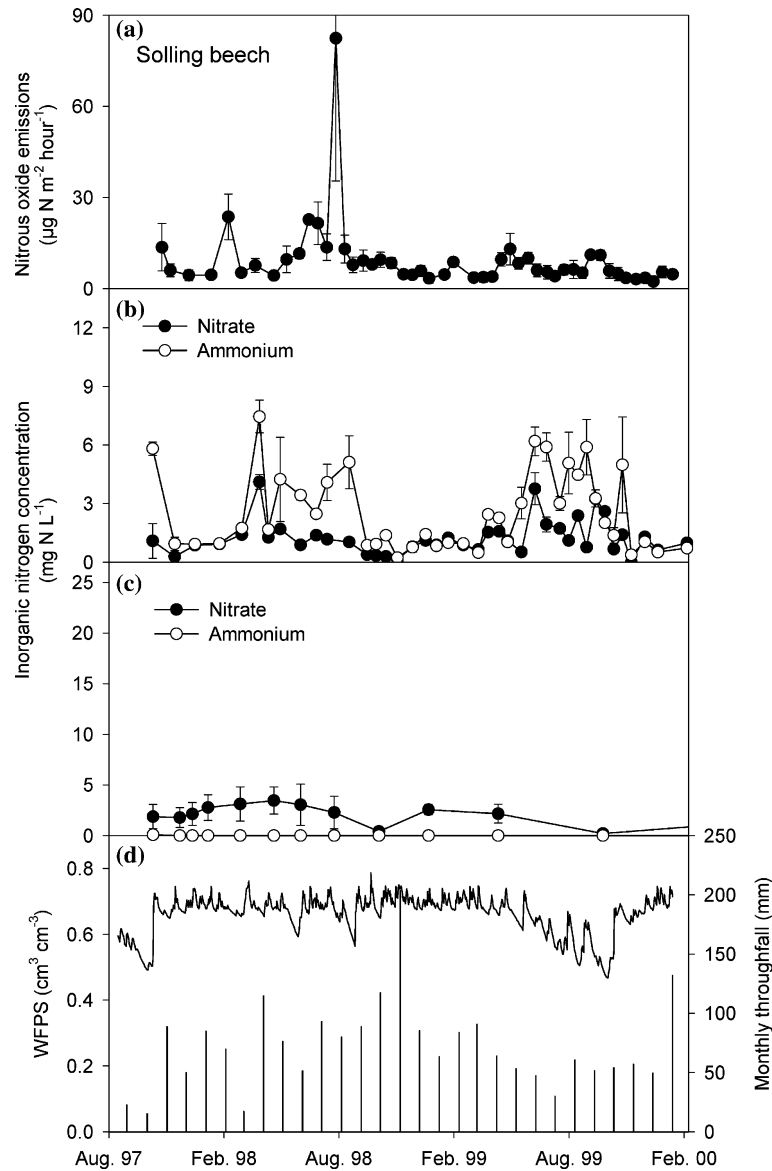 (a)
Solling beech
90
60
30
0
Nitrous oxide emissions
(µg N m⁻² hour⁻¹)
(b)
Nitrate
Ammonium
12
9
6
3
0
Inorganic nitrogen concentration
(mg N L⁻¹)
(c)
Nitrate
Ammonium
25
20
15
10
5
0
(d)
0.8
0.6
0.4
0.2
0.0
WFPS (cm³ cm⁻³)
250
200
150
100
50
0
Monthly throughfall (mm)
Aug. 97 Feb. 98 Aug. 98 Feb. 99 Aug. 99 Feb. 00